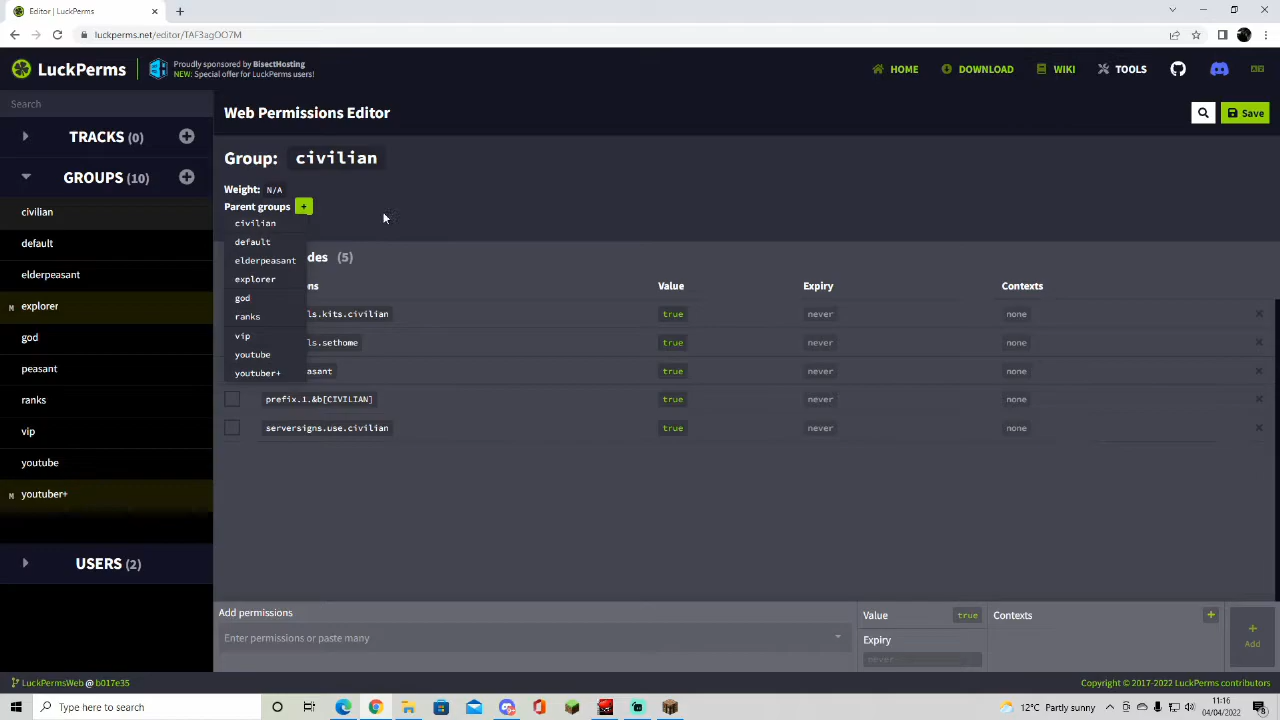 Editor | LuckPerms
luckperms.net/editor/TAF3agOO7M
LuckPerms
Proudly sponsored by BisectHosting
NEW: Special offer for LuckPerms users!
HOME
DOWNLOAD
WIKI
TOOLS
Search
TRACKS (0)
GROUPS (10)
civilian
default
elderpeasant
M explorer
god
peasant
ranks
vip
youtube
M youtuber+
USERS (2)
Web Permissions Editor
Save
Group: civilian
Weight: N/A
Parent groups +
civilian
default
elderpeasant
explorer
god
ranks
vip
youtube
youtuber+
des (5)
ns Value Expiry Contexts
ls.kits.civilian true never none
ls.sethome true never none
asant true never none
prefix.1.&b[CIVILIAN] true never none
serversigns.use.civilian true never none
Add permissions
Enter permissions or paste many
Value true
Expiry
never
Contexts +
+
Add
LuckPermsWeb @ b017e35
Copyright © 2017-2022 LuckPerms contributors
Type here to search
12°C Partly sunny
11:16
04/04/2022